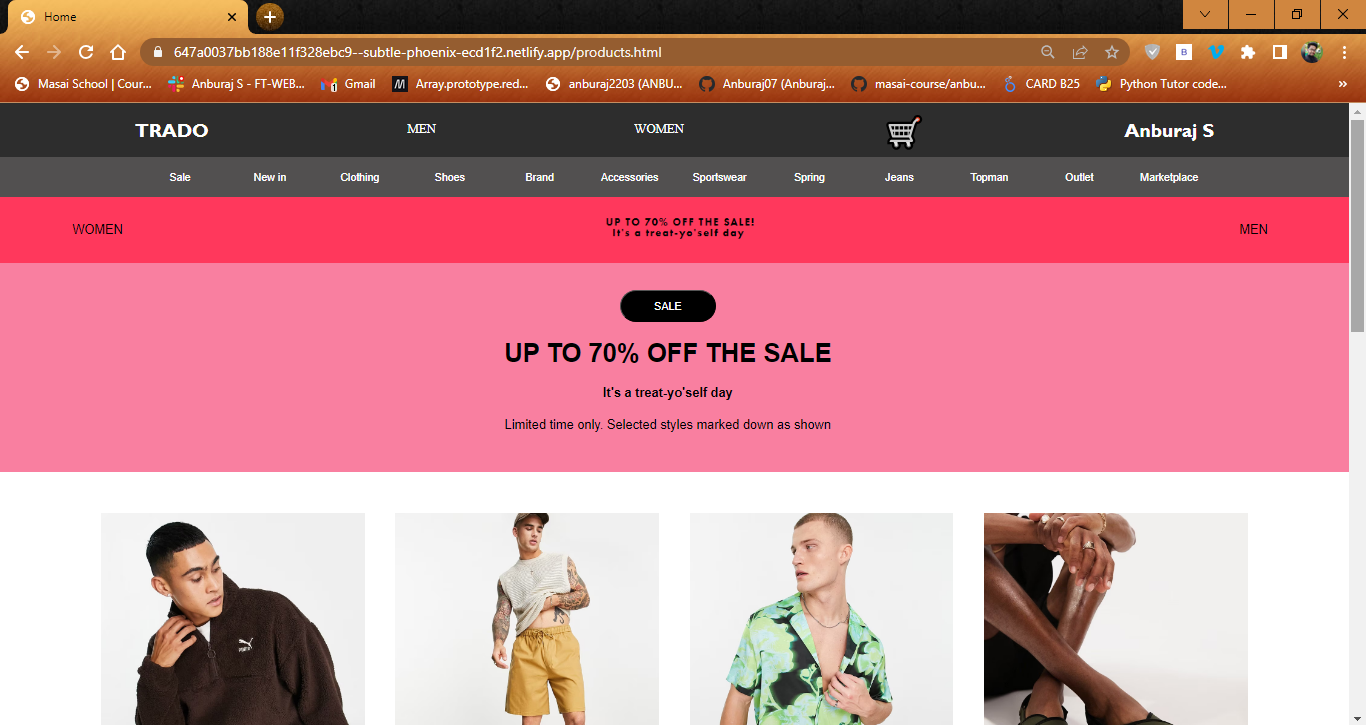 Home
647a0037bb188e11f328ebc9--subtle-phoenix-ecd1f2.netlify.app/products.html
Masai School | Cour... Anburaj S - FT-WEB... Gmail Array.prototype.red... anburaj2203 (ANBU... Anburaj07 (Anburaj... masai-course/anbu... CARD B25 Python Tutor code... »
TRADO MEN WOMEN Anburaj S
Sale New in Clothing Shoes Brand Accessories Sportswear Spring Jeans Topman Outlet Marketplace
WOMEN
UP TO 70% OFF THE SALE!
It's a treat-yo'self day
MEN
SALE
UP TO 70% OFF THE SALE
It's a treat-yo'self day
Limited time only. Selected styles marked down as shown